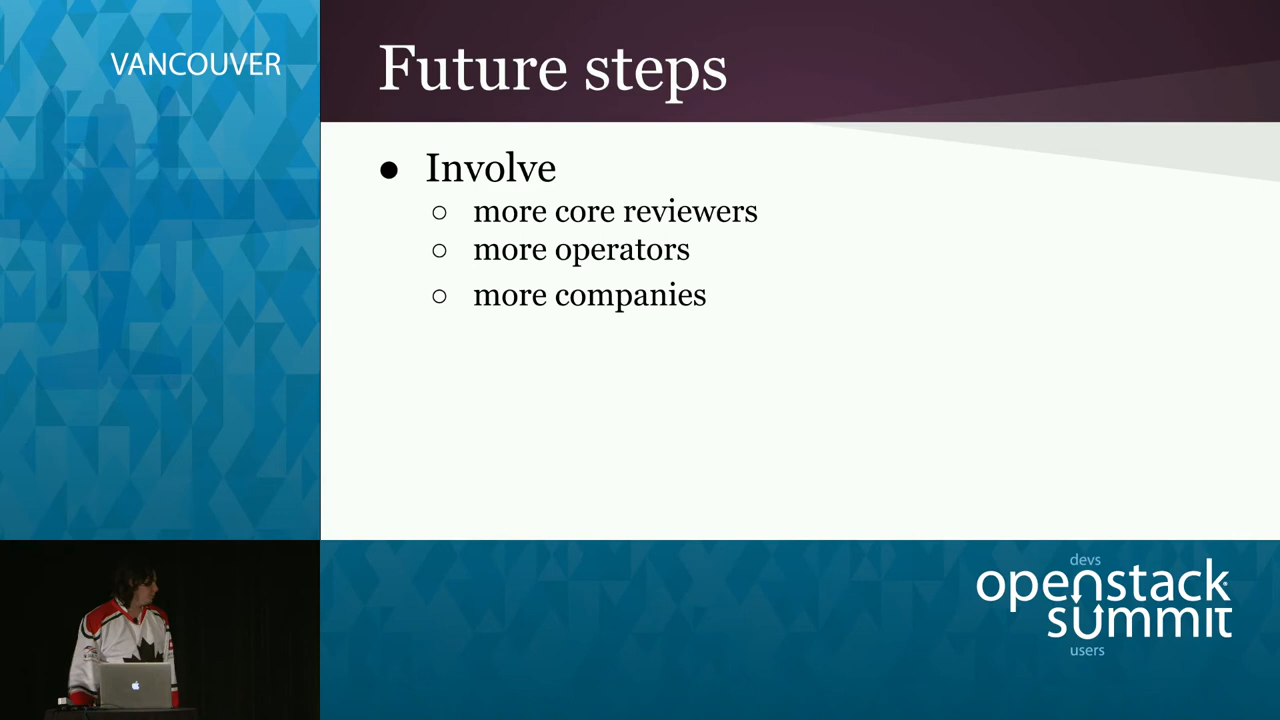 VANCOUVER
Future steps
● Involve
○ more core reviewers
○ more operators
○ more companies
devs
openstack
summit
users